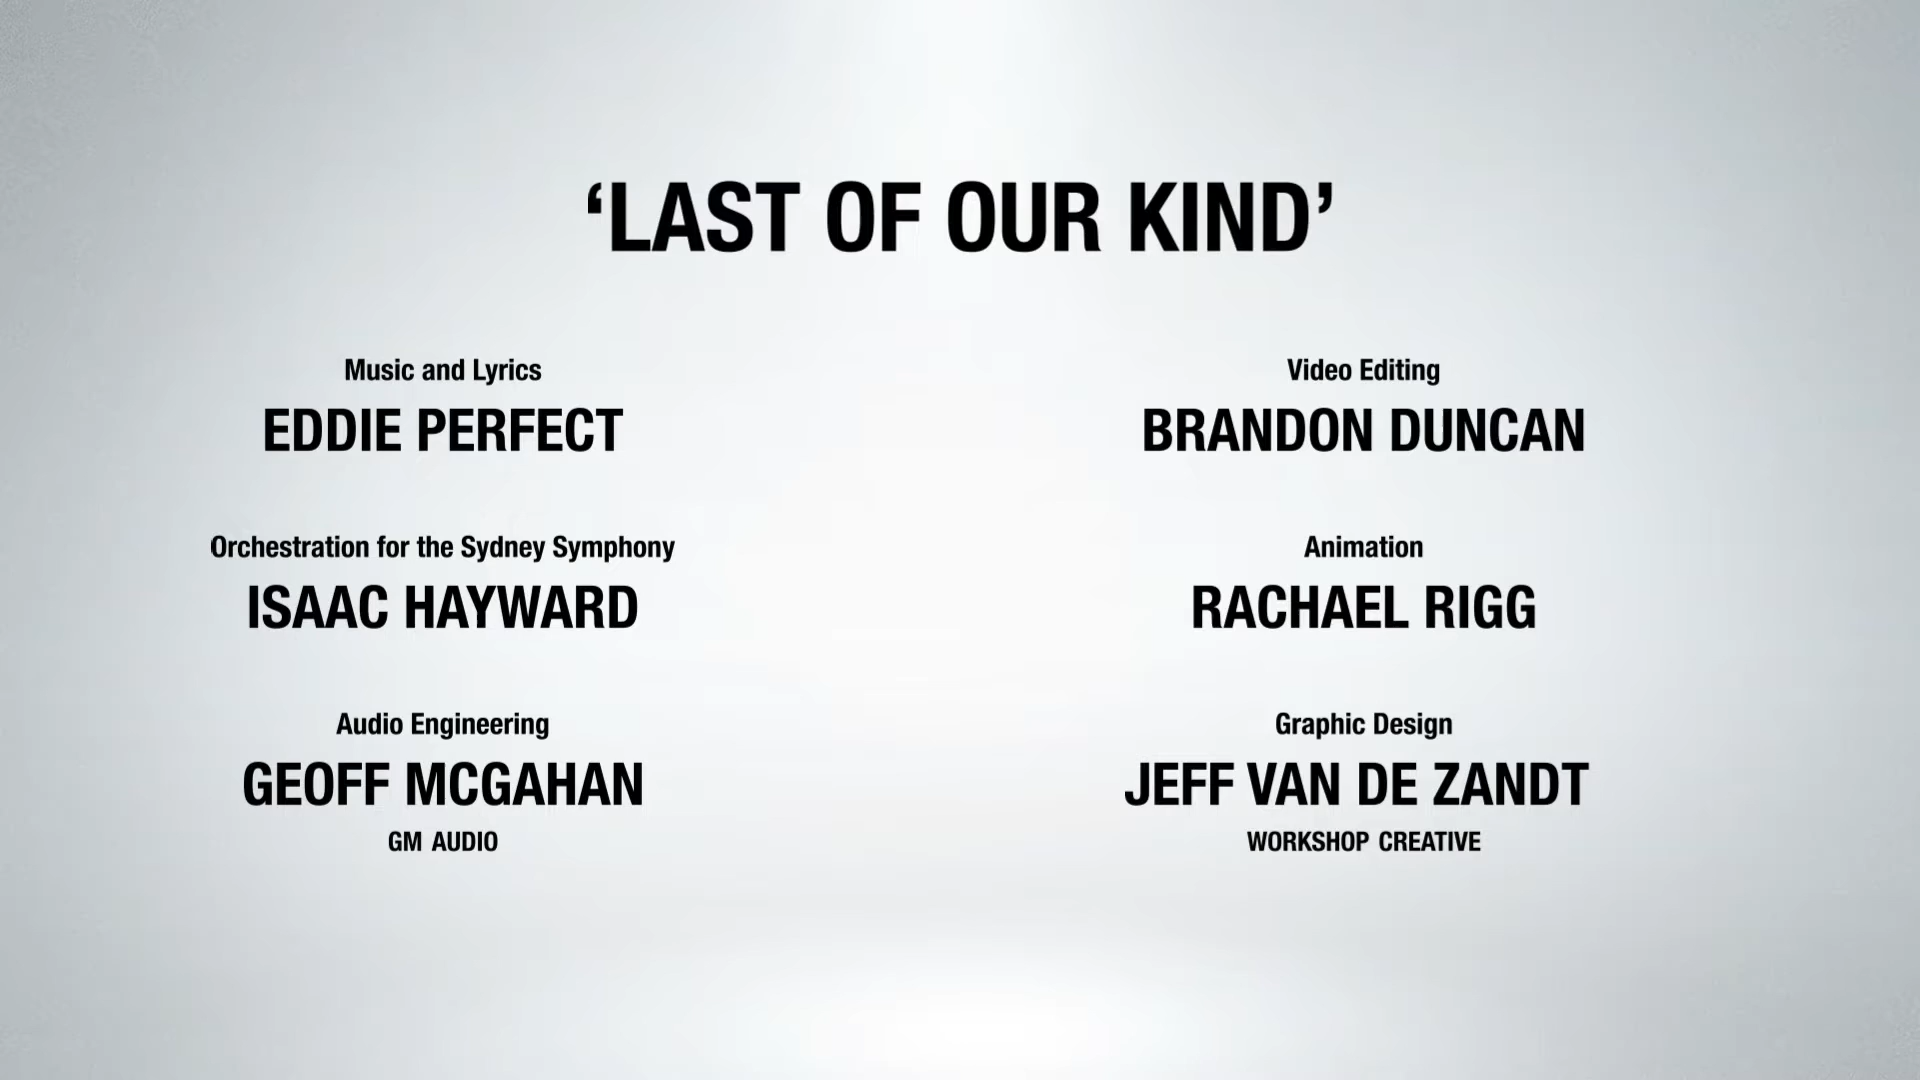 ‘LAST OF OUR KIND’
Music and Lyrics
EDDIE PERFECT
Orchestration for the Sydney Symphony
ISAAC HAYWARD
Audio Engineering
GEOFF MCGAHAN
GM AUDIO
Video Editing
BRANDON DUNCAN
Animation
RACHAEL RIGG
Graphic Design
JEFF VAN DE ZANDT
WORKSHOP CREATIVE